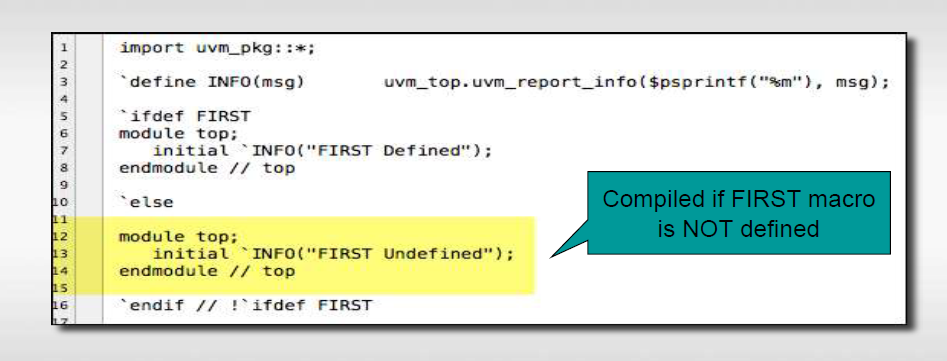 1 import uvm_pkg::*;
2
3 `define INFO(msg) uvm_top.uvm_report_info($psprintf("%m"), msg);
4
5 `ifdef FIRST
6 module top;
7 initial `INFO("FIRST Defined");
8 endmodule // top
9
10 `else
11
12 module top;
13 initial `INFO("FIRST Undefined");
14 endmodule // top
15
16 `endif // !`ifdef FIRST
17
Compiled if FIRST macro
is NOT defined